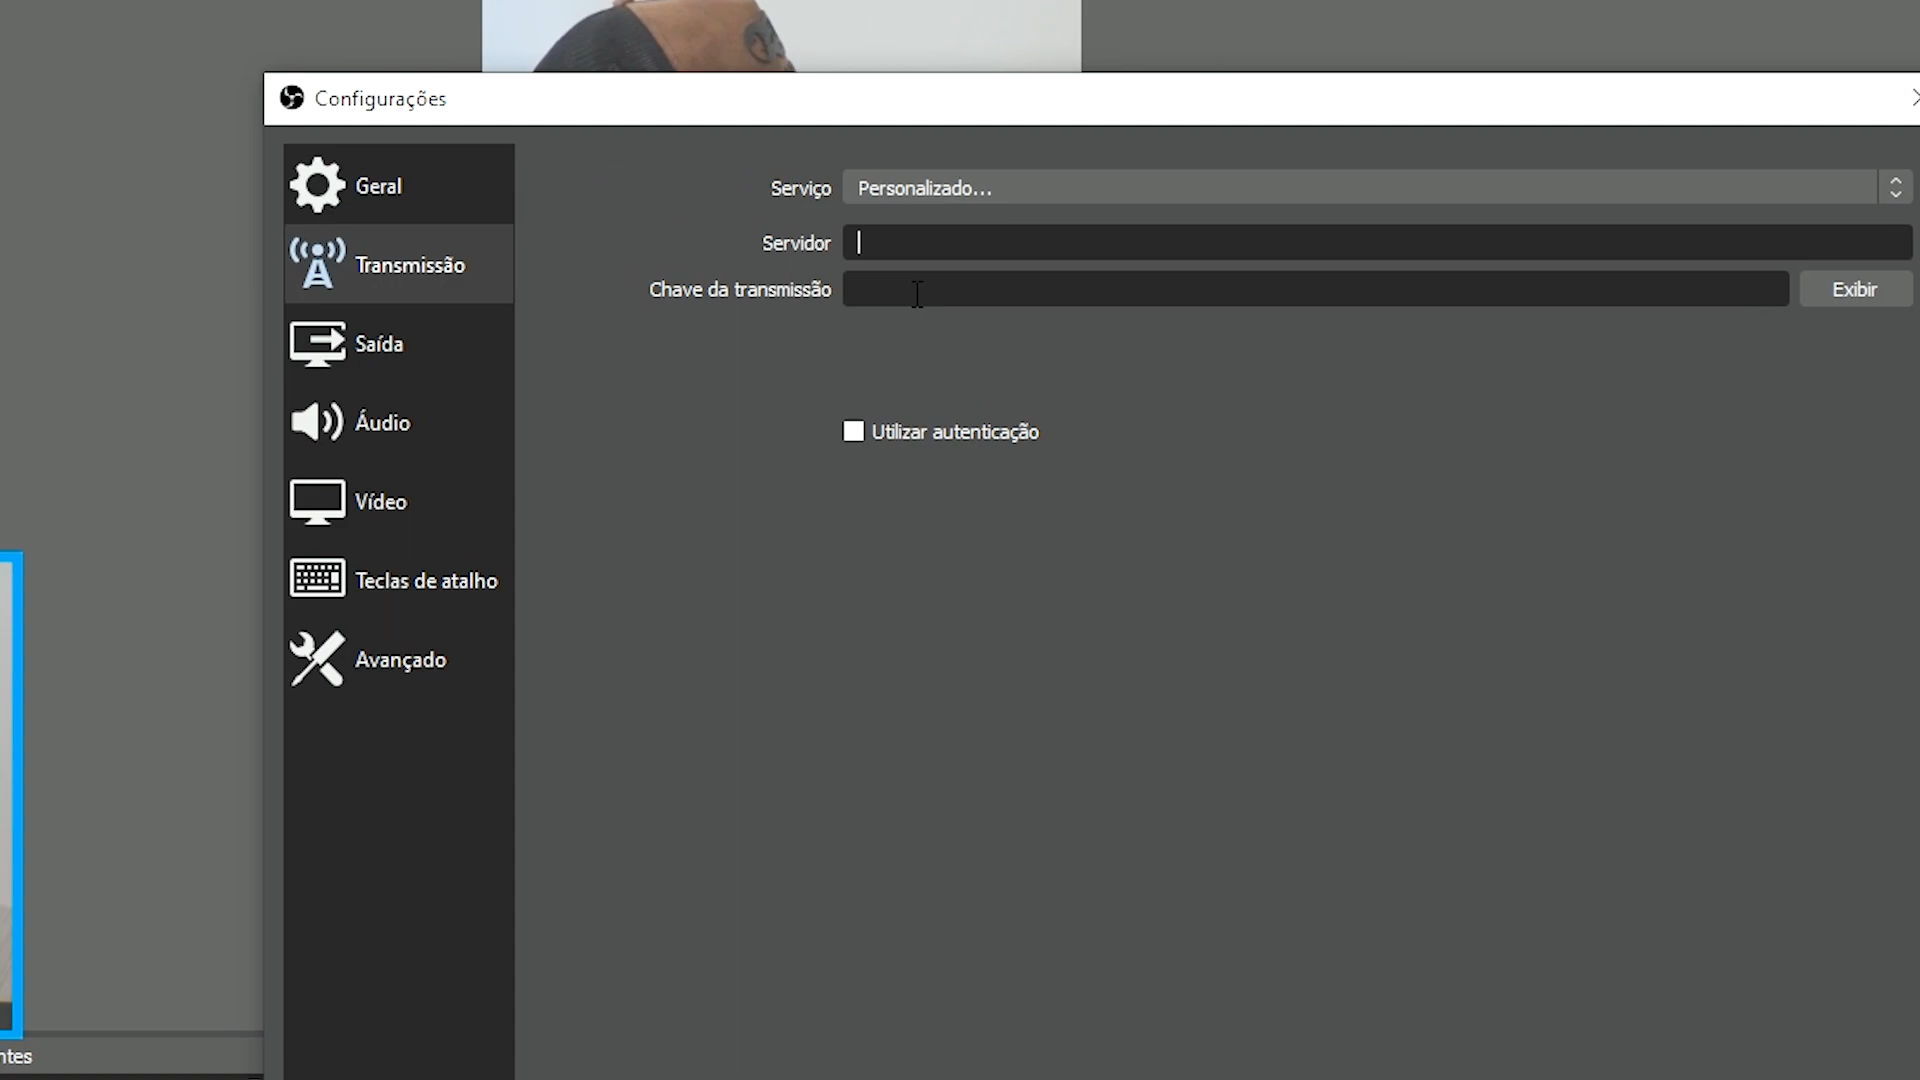 Configurações
Geral
Transmissão
Saída
Áudio
Vídeo
Teclas de atalho
Avançado
Serviço Personalizado...
Servidor
Chave da transmissão Exibir
Utilizar autenticação
ntes